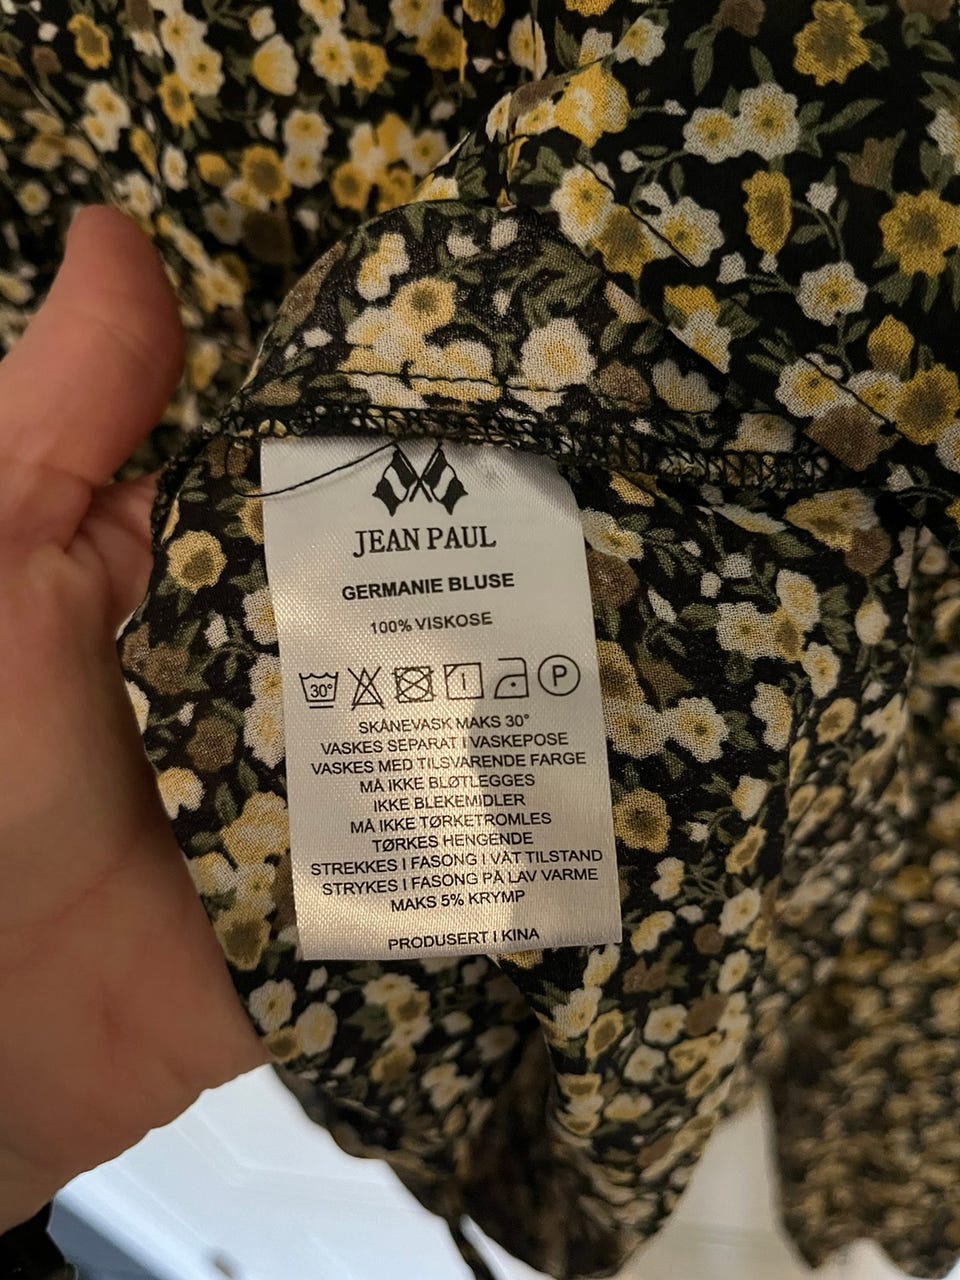 JEAN PAUL
GERMANIE BLUSE
100% VISKOSE
30° I P
SKÅNEVASK MAKS 30°
VASKES SEPARAT I VASKEPOSE
VASKES MED TILSVARENDE FARGE
MÅ IKKE BLØTLEGGES
IKKE BLEKEMIDLER
MÅ IKKE TØRKETROMLES
TØRKES HENGENDE
STREKKES I FASONG I VÅT TILSTAND
STRYKES I FASONG PÅ LAV VARME
MAKS 5% KRYMP
PRODUSERT I KINA